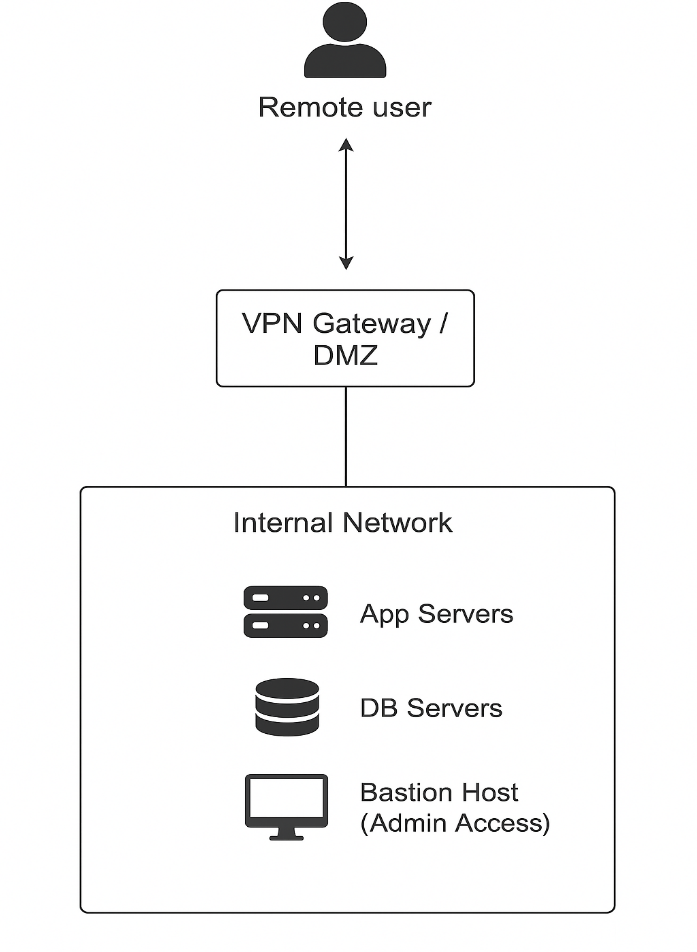 Remote user
VPN Gateway /
DMZ
Internal Network
App Servers
DB Servers
Bastion Host
(Admin Access)